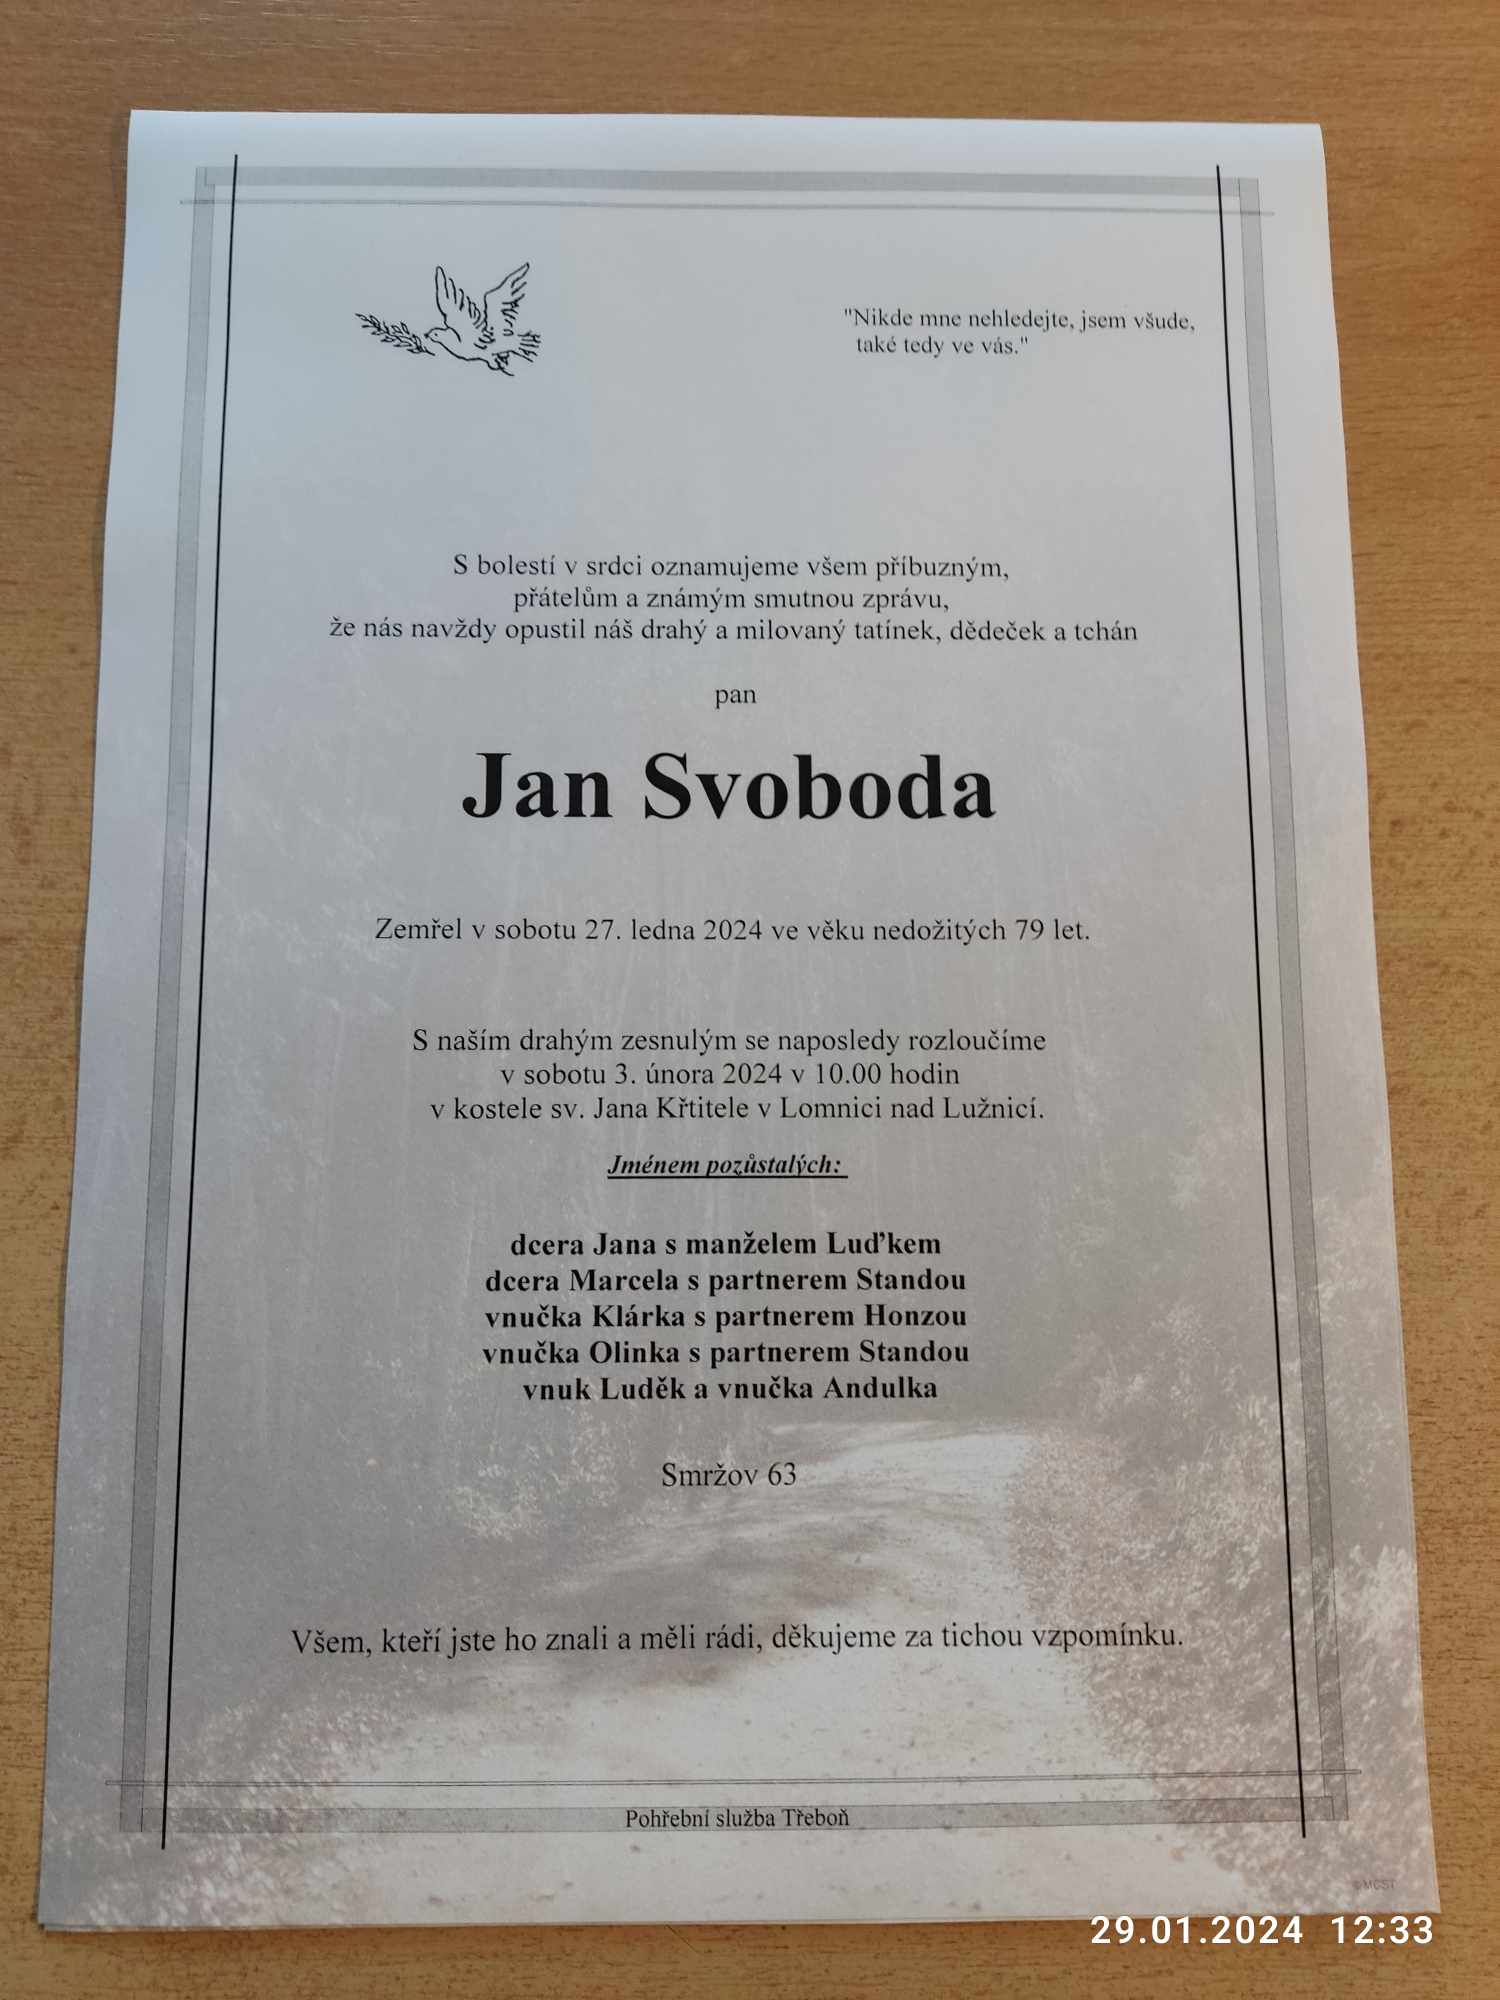 "Nikde mne nehledejte, jsem všude,
také tedy ve vás."
S bolestí v srdci oznamujeme všem příbuzným,
přátelům a známým smutnou zprávu,
že nás navždy opustil náš drahý a milovaný tatínek, dědeček a tchán
pan
Jan Svoboda
Zemřel v sobotu 27. ledna 2024 ve věku nedožitých 79 let.
S naším drahým zesnulým se naposledy rozloučíme
v sobotu 3. února 2024 v 10.00 hodin
v kostele sv. Jana Křtitele v Lomnici nad Lužnicí.
Jménem pozůstalých:
dcera Jana s manželem Luďkem
dcera Marcela s partnerem Standou
vnučka Klárka s partnerem Honzou
vnučka Olinka s partnerem Standou
vnuk Luděk a vnučka Andulka
Smržov 63
Všem, kteří jste ho znali a měli rádi, děkujeme za tichou vzpomínku.
Pohřební služba Třeboň
© MCST
29.01.2024 12:33